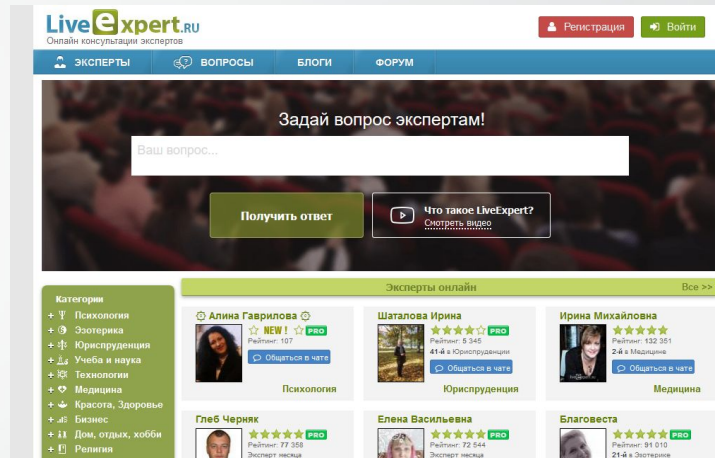 LiveExpert.RU
Онлайн консультации экспертов
Регистрация
Войти
ЭКСПЕРТЫ
ВОПРОСЫ
БЛОГИ
ФОРУМ
Задай вопрос экспертам!
Ваш вопрос...
Получить ответ
Что такое LiveExpert?
Смотреть видео
Категории
+ Психология
+ Эзотерика
+ Юриспруденция
+ Учеба и наука
+ Технологии
+ Медицина
+ Красота, Здоровье
+ Бизнес
+ Дом, отдых, хобби
+ Религия
Эксперты онлайн
Все >>
Алина Гаврилова
NEW ! PRO
Рейтинг: 107
Общаться в чате
Психология
Шаталова Ирина
PRO
Рейтинг: 5 345
41-й в Юриспруденции
Общаться в чате
Юриспруденция
Ирина Михайловна
Рейтинг: 132 351
2-й в Медицине
Общаться в чате
Медицина
Глеб Черняк
PRO
Рейтинг: 77 358
Эксперт месяца
Елена Васильевна
PRO
Рейтинг: 72 544
Эксперт месяца
Благовеста
PRO
Рейтинг: 91 010
21-й в Эзотерике